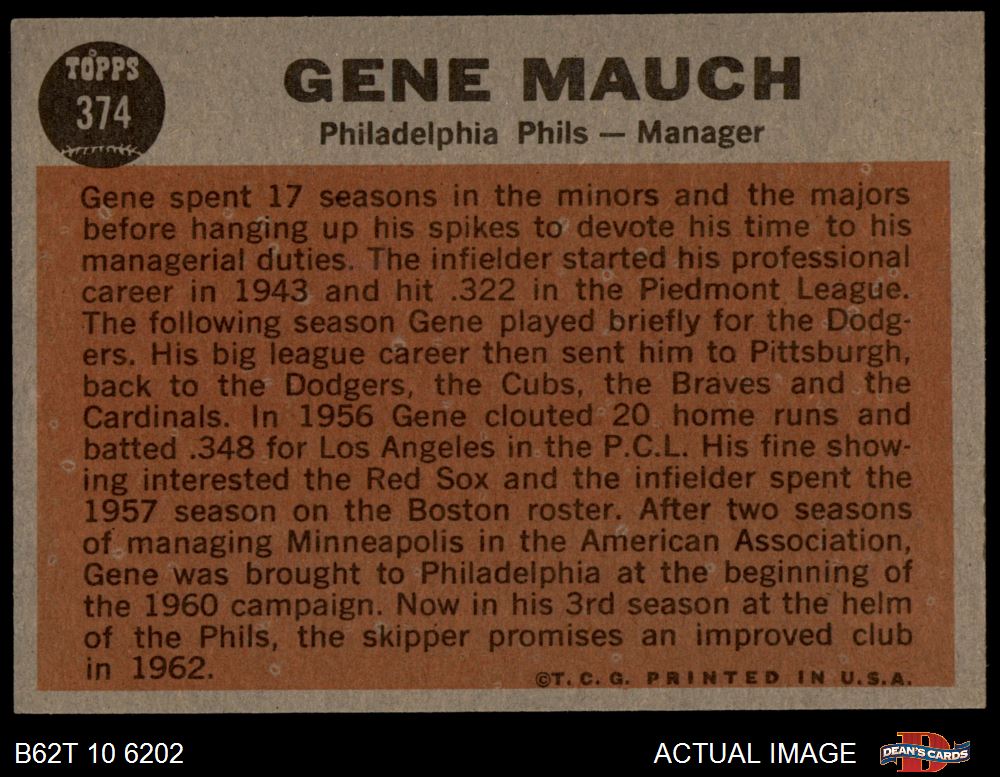 TOPPS
374
GENE MAUCH
Philadelphia Phils — Manager
Gene spent 17 seasons in the minors and the majors
before hanging up his spikes to devote his time to his
managerial duties. The infielder started his professional
career in 1943 and hit .322 in the Piedmont League.
The following season Gene played briefly for the Dodg-
ers. His big league career then sent him to Pittsburgh,
back to the Dodgers, the Cubs, the Braves and the
Cardinals. In 1956 Gene clouted 20 home runs and
batted .348 for Los Angeles in the P.C.L. His fine show-
ing interested the Red Sox and the infielder spent the
1957 season on the Boston roster. After two seasons
of managing Minneapolis in the American Association,
Gene was brought to Philadelphia at the beginning of
the 1960 campaign. Now in his 3rd season at the helm
of the Phils, the skipper promises an improved club
in 1962.
©T. C. G. PRINTED IN U.S.A.
B62T 10 6202
ACTUAL IMAGE
D
DEAN'S CARDS